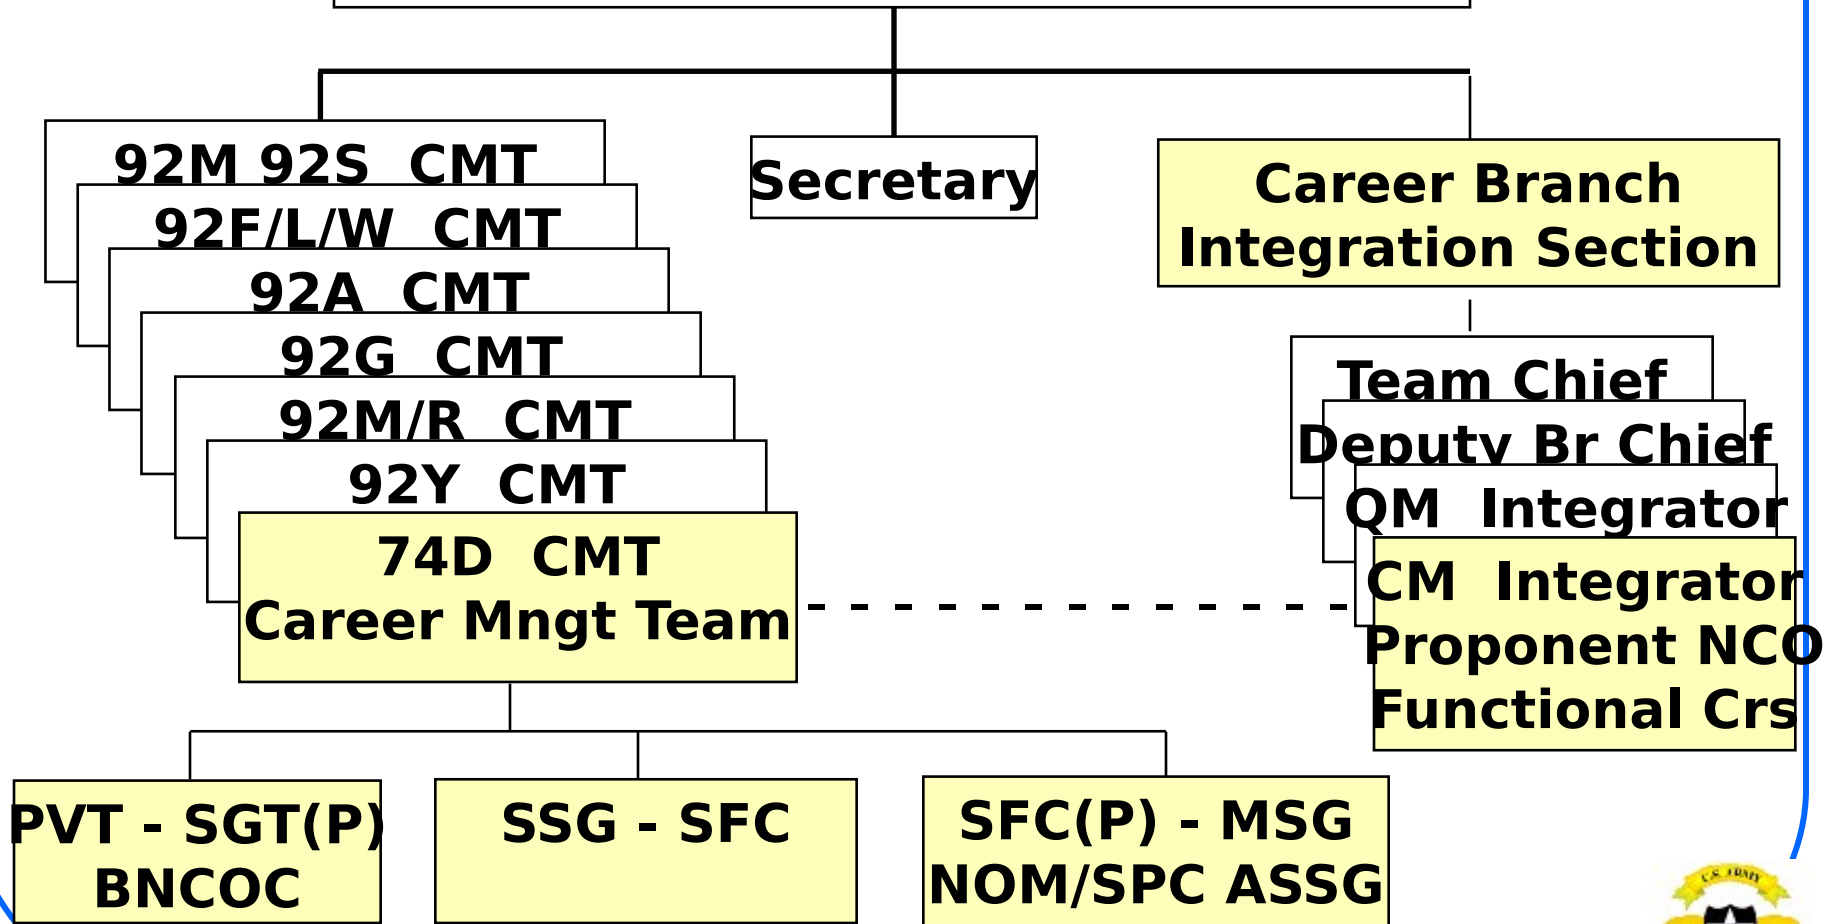 92M 92S  CMT
92F/L/W  CMT
92A  CMT
92G  CMT
92M/R  CMT
92Y  CMT
74D  CMT
Career Mngt Team
Secretary
Career Branch
Integration Section
Team Chief
Deputy Br Chief
QM  Integrator
CM  Integrator
Proponent NCO
Functional Crs
PVT - SGT(P)
BNCOC
SSG - SFC
SFC(P) - MSG
NOM/SPC ASSG
U.S. ARMY